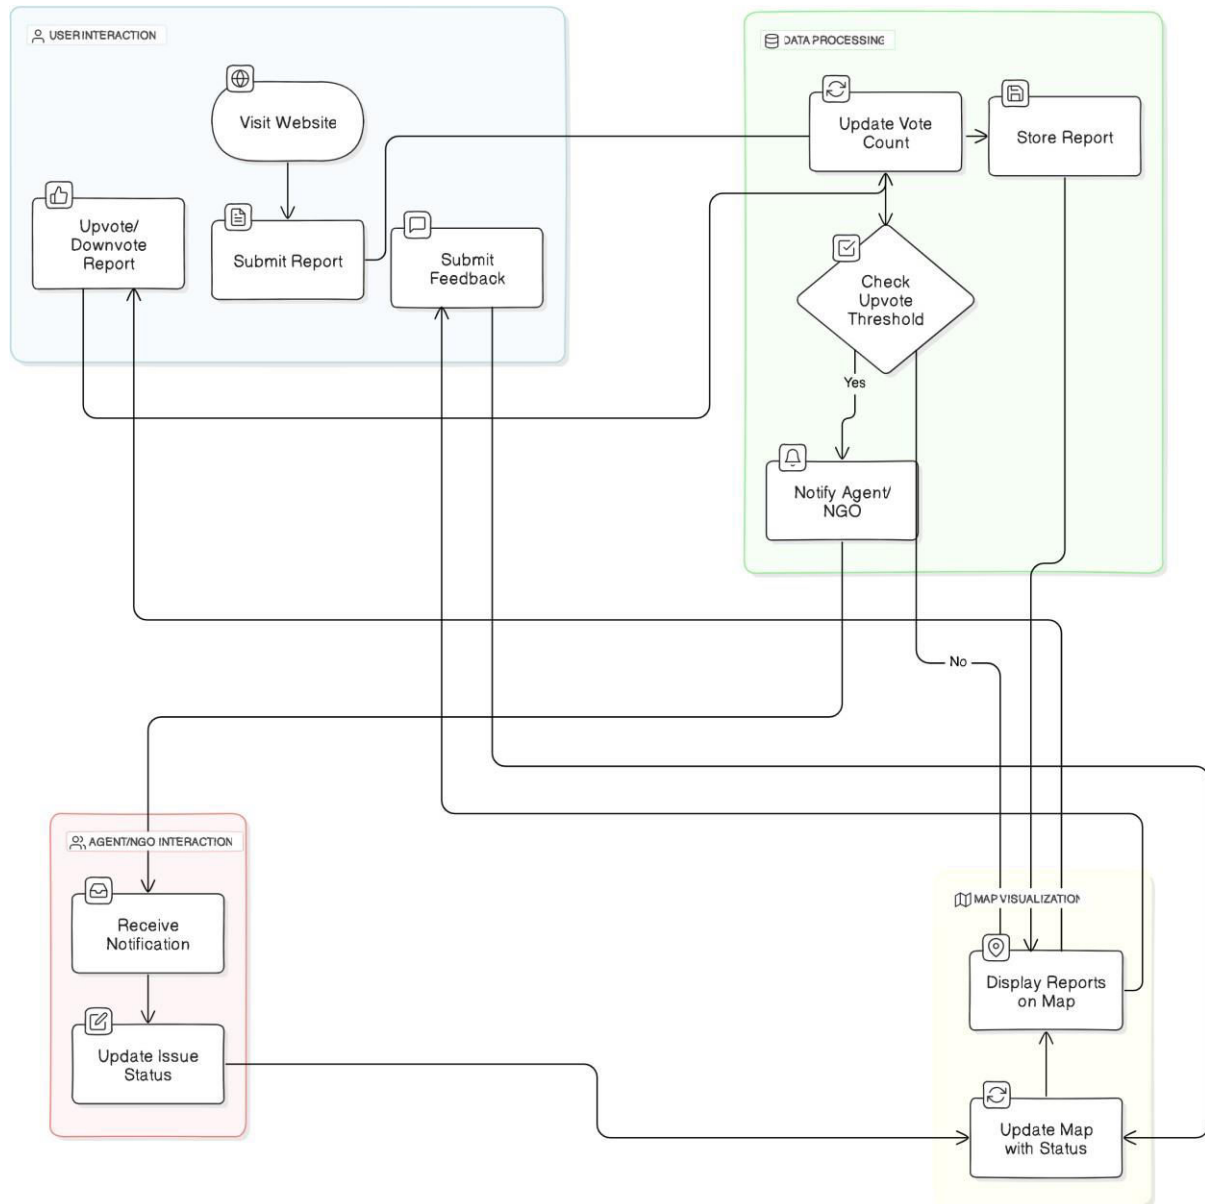 USER INTERACTION
Visit Website
Upvote/
Downvote
Report
Submit Report
Submit
Feedback
DATA PROCESSING
Update Vote
Count
Store Report
Check
Upvote
Threshold
Yes
Notify Agent/
NGO
No
AGENT/NGO INTERACTION
Receive
Notification
Update Issue
Status
MAP VISUALIZATION
Display Reports
on Map
Update Map
with Status